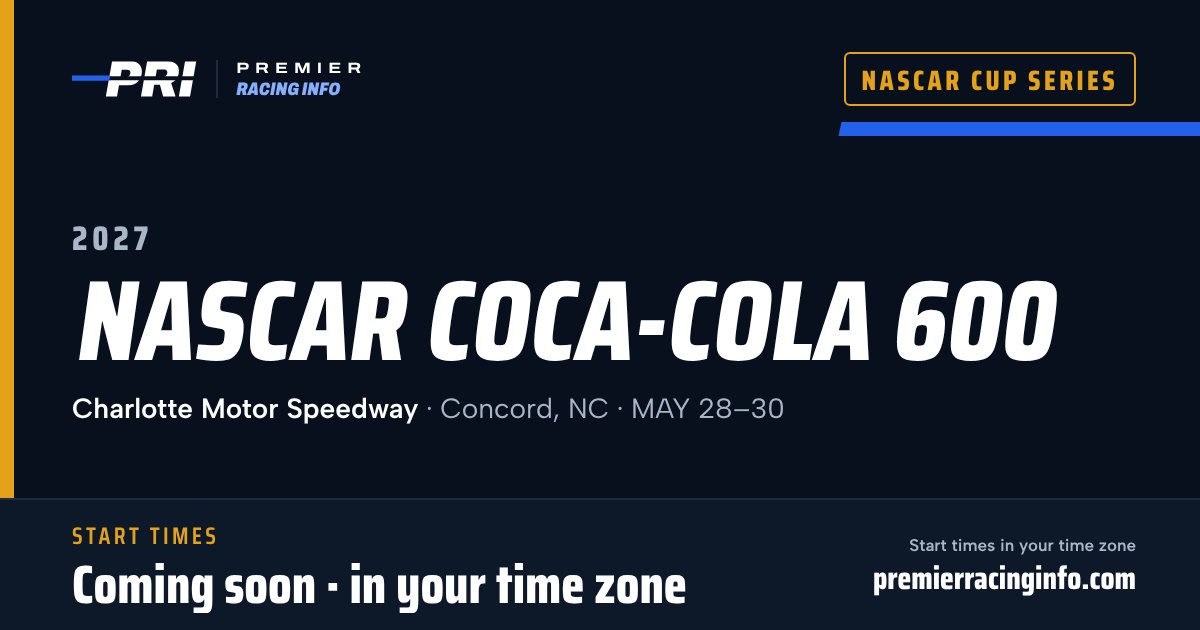 PRI
PREMIER
RACING INFO
NASCAR CUP SERIES
2027
NASCAR COCA-COLA 600
Charlotte Motor Speedway · Concord, NC · MAY 28–30
START TIMES
Coming soon · in your time zone
Start times in your time zone
premierracinginfo.com